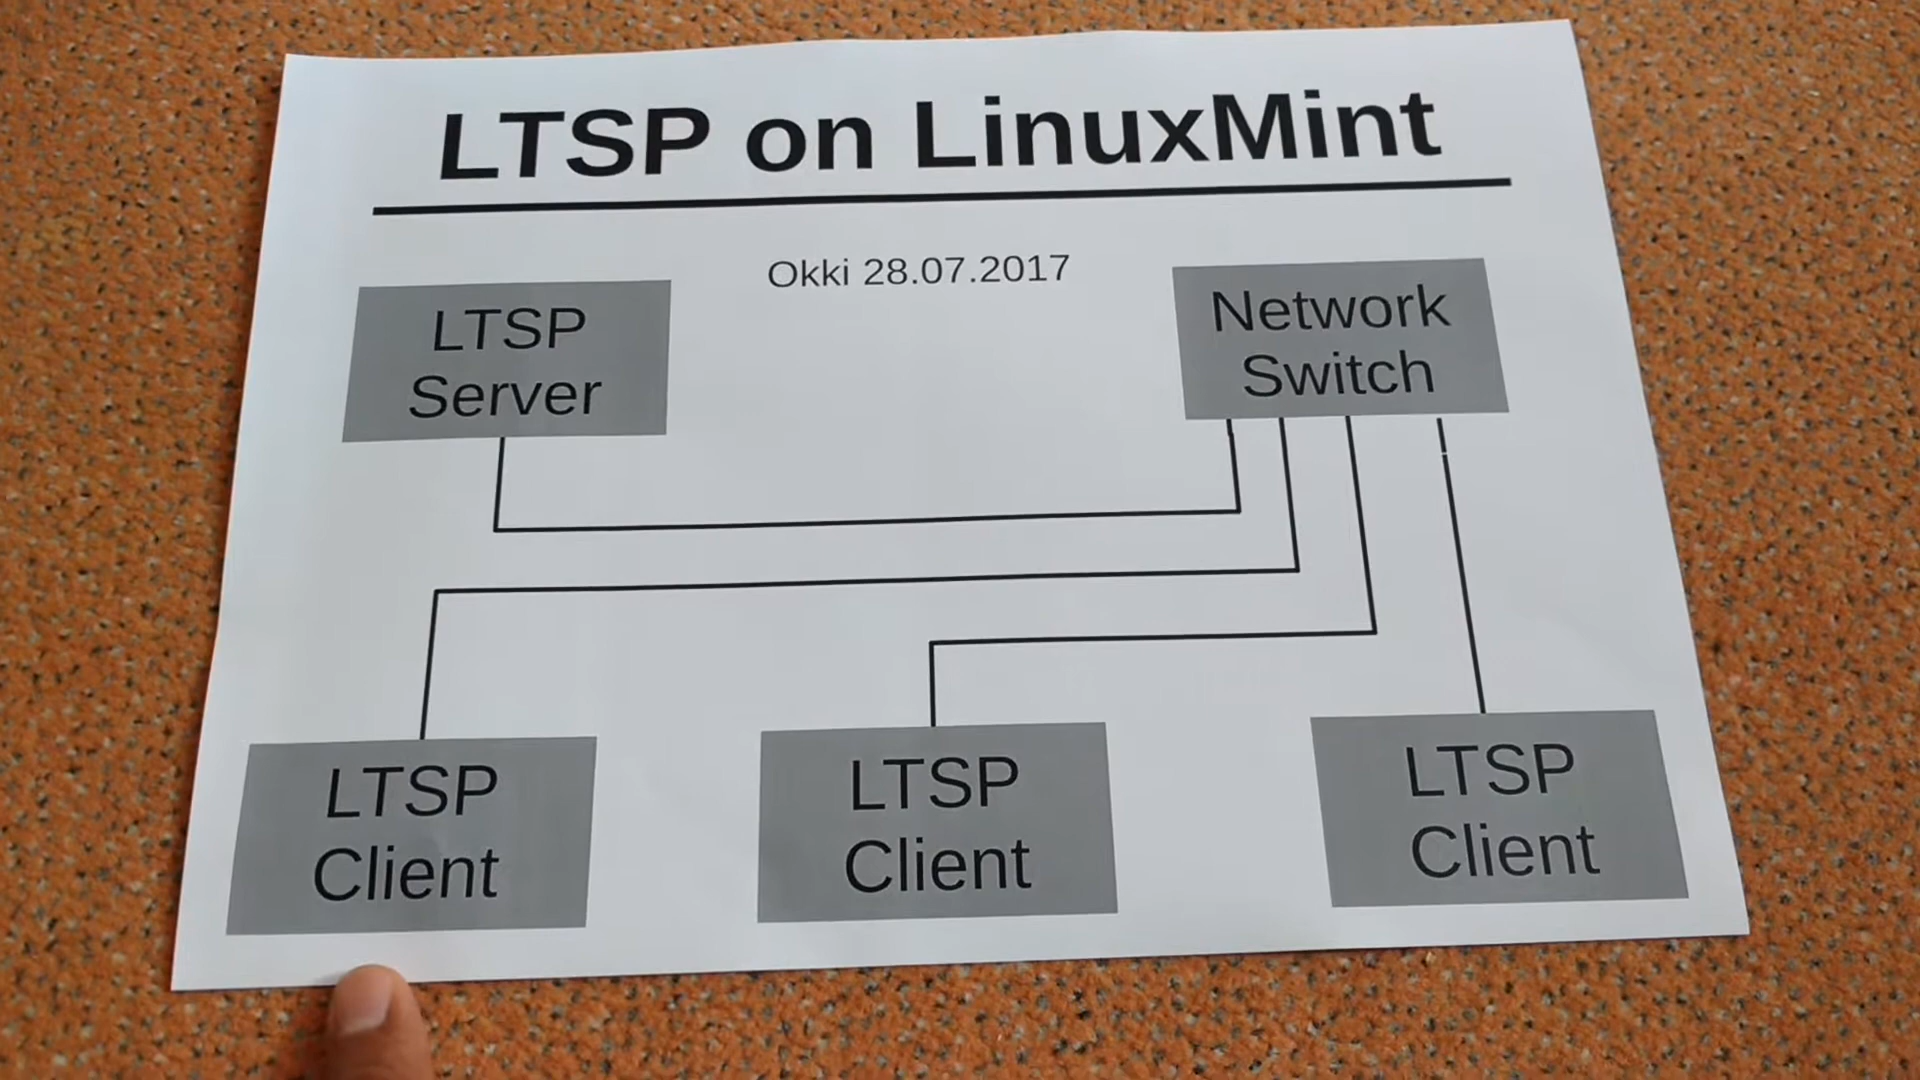 LTSP on LinuxMint
Okki 28.07.2017
LTSP
Server
Network
Switch
LTSP
Client
LTSP
Client
LTSP
Client